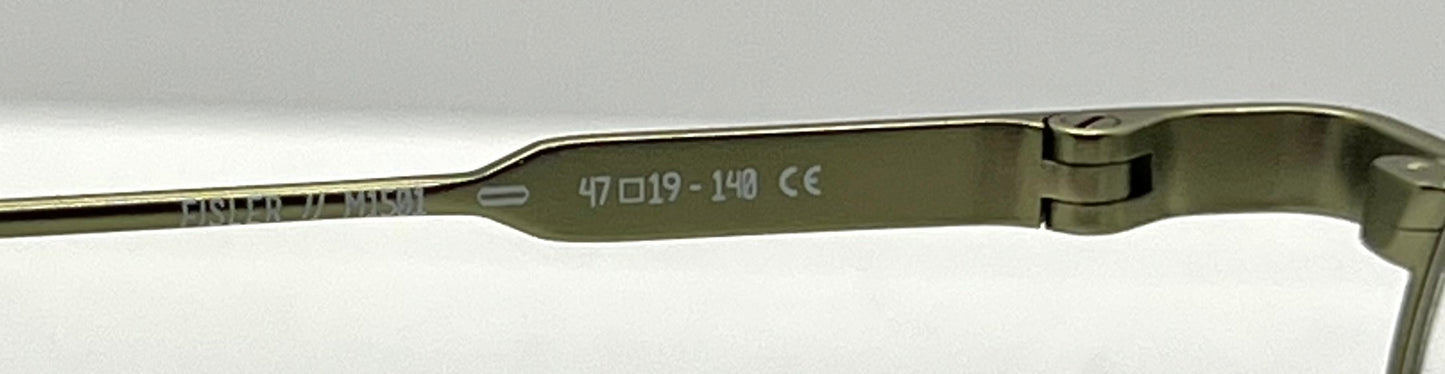 EISLER // M1501 47□19-140 CE